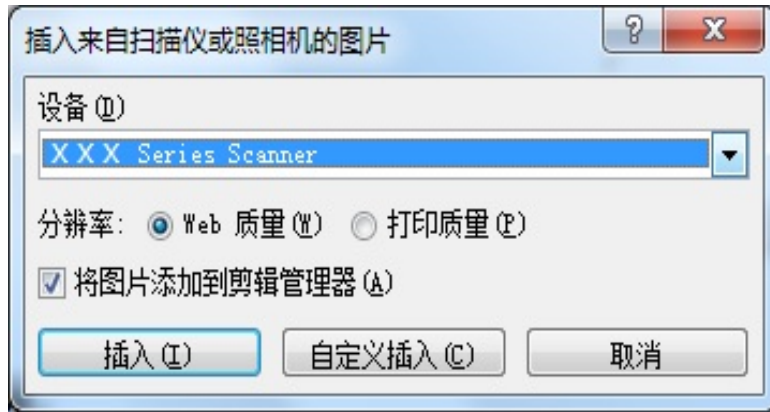 插入来自扫描仪或照相机的图片
设备(D)
XXX Series Scanner
分辨率: Web 质量(W) 打印质量(P)
将图片添加到剪辑管理器(A)
插入(I) 自定义插入(C) 取消